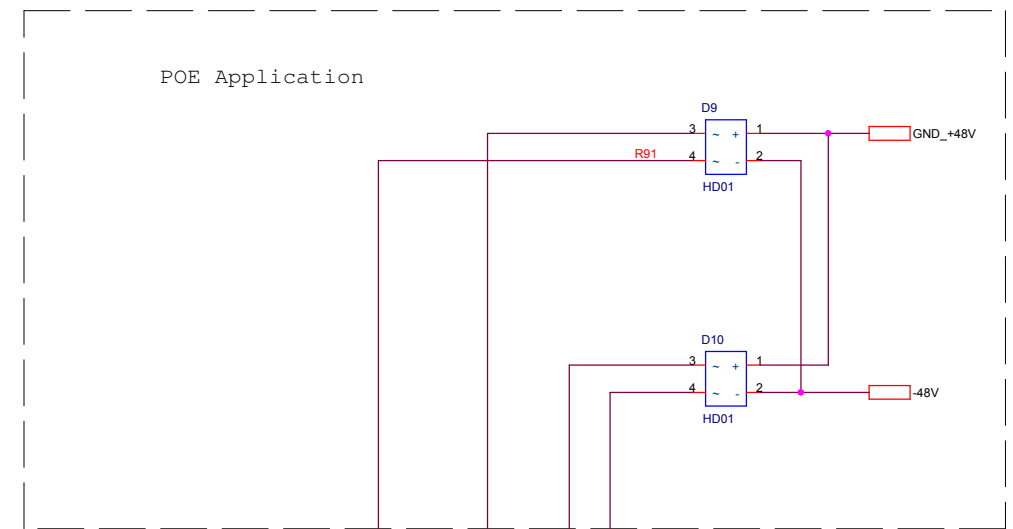 POE Application
D9
3 ~ + 1 GND_+48V
R91 4 ~ - 2
HD01
D10
3 ~ + 1
4 ~ - 2 -48V
HD01